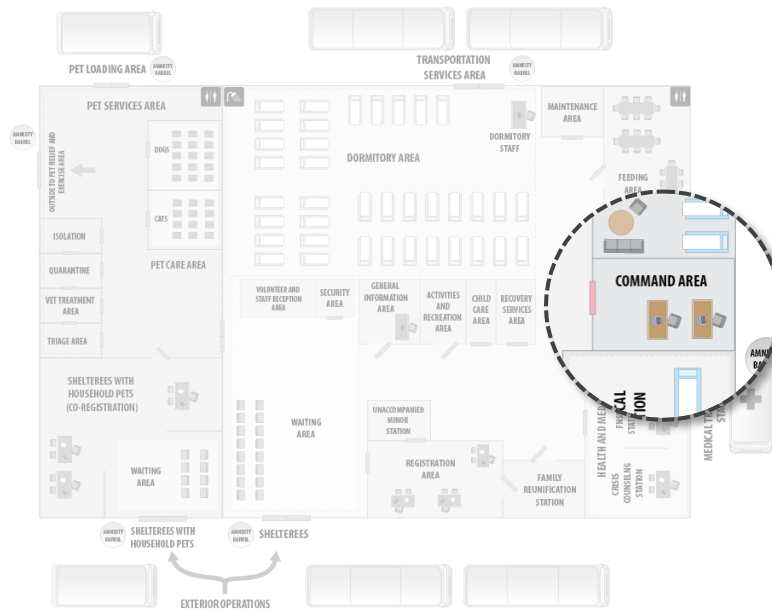 PET LOADING AREA
AMNESTY
BARREL
TRANSPORTATION
SERVICES AREA
AMNESTY
BARREL
PET SERVICES AREA
AMNESTY
BARREL
OUTSIDE TO PET RELIEF AND
EXERCISE AREA
DOGS
CATS
DORMITORY AREA
DORMITORY
STAFF
MAINTENANCE
AREA
FEEDING
AREA
ISOLATION
QUARANTINE
VET TREATMENT
AREA
TRIAGE AREA
PET CARE AREA
VOLUNTEER AND
STAFF RECEPTION
AREA
SECURITY
AREA
GENERAL
INFORMATION
AREA
ACTIVITIES
AND
RECREATION
AREA
CHILD
CARE
AREA
RECOVERY
SERVICES
AREA
COMMAND AREA
SHELTEREES WITH
HOUSEHOLD PETS
(CO-REGISTRATION)
WAITING
AREA
WAITING
AREA
UNACCOMPANIED
MINOR
STATION
REGISTRATION
AREA
FAMILY
REUNIFICATION
STATION
HEALTH AND
CRISIS
COUNSELNG
STATION
MEDICAL
AMNESTY
BARREL
SHELTEREES WITH
HOUSEHOLD PETS
AMNESTY
BARREL
SHELTEREES
EXTERIOR OPERATIONS